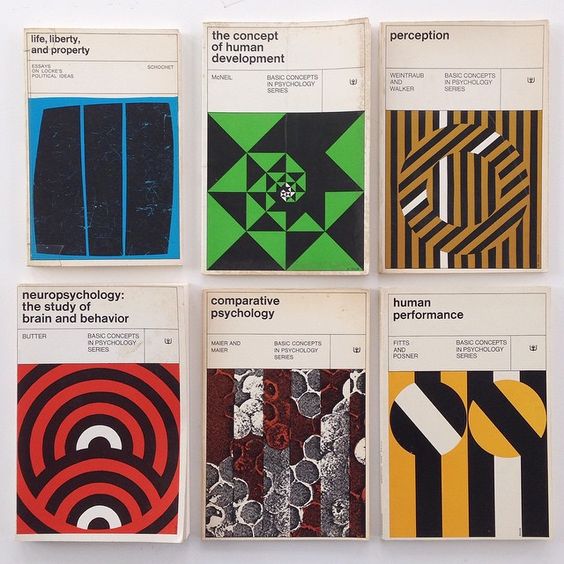 life, liberty,
and property
ESSAYS
ON LOCKE'S
POLITICAL IDEAS
SCHOCHET
the concept
of human
development
McNEIL
BASIC CONCEPTS
IN PSYCHOLOGY
SERIES
perception
WEINTRAUB
AND
WALKER
BASIC CONCEPTS
IN PSYCHOLOGY
SERIES
neuropsychology:
the study of
brain and behavior
BUTTER
BASIC CONCEPTS
IN PSYCHOLOGY
SERIES
comparative
psychology
MAIER AND
MAIER
BASIC CONCEPTS
IN PSYCHOLOGY
SERIES
human
performance
FITTS
AND
POSNER
BASIC CONCEPTS
IN PSYCHOLOGY
SERIES